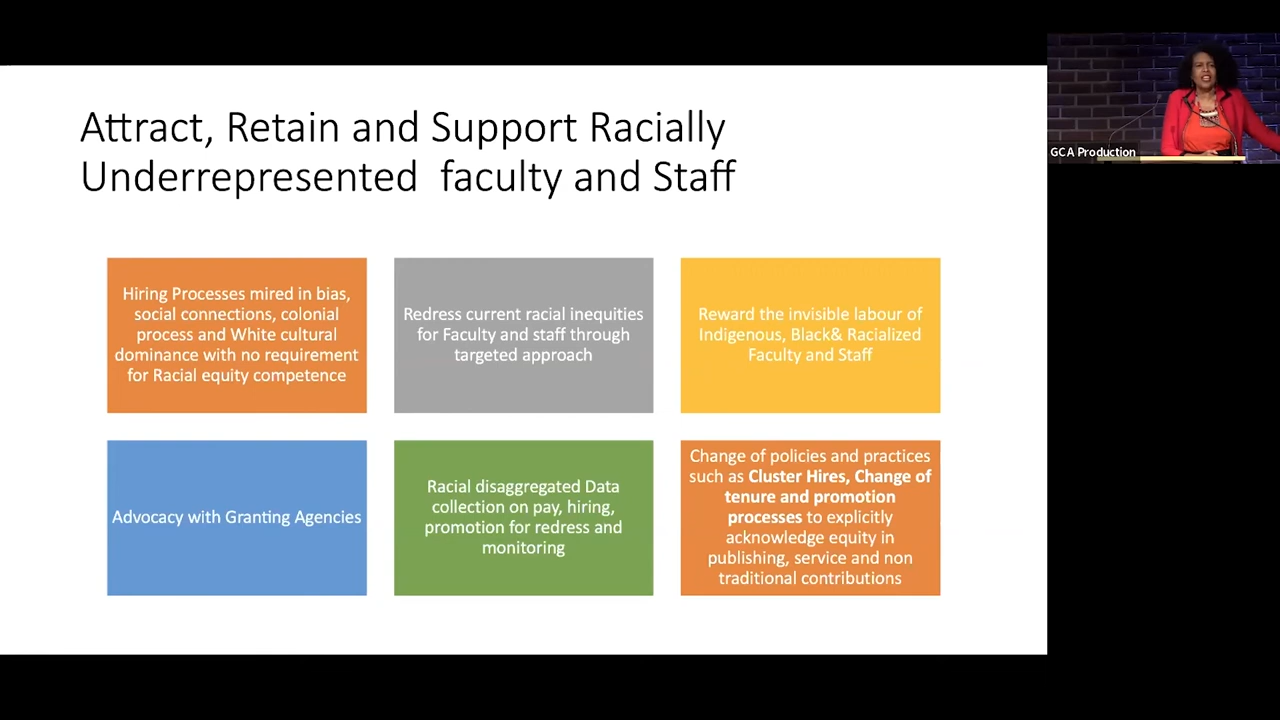 Attract, Retain and Support Racially
Underrepresented faculty and Staff
Hiring Processes mired in bias,
social connections, colonial
process and White cultural
dominance with no requirement
for Racial equity competence
Redress current racial inequities
for Faculty and staff through
targeted approach
Reward the invisible labour of
Indigenous, Black& Racialized
Faculty and Staff
Advocacy with Granting Agencies
Racial disaggregated Data
collection on pay, hiring,
promotion for redress and
monitoring
Change of policies and practices
such as Cluster Hires, Change of
tenure and promotion
processes to explicitly
acknowledge equity in
publishing, service and non
traditional contributions
GCA Production